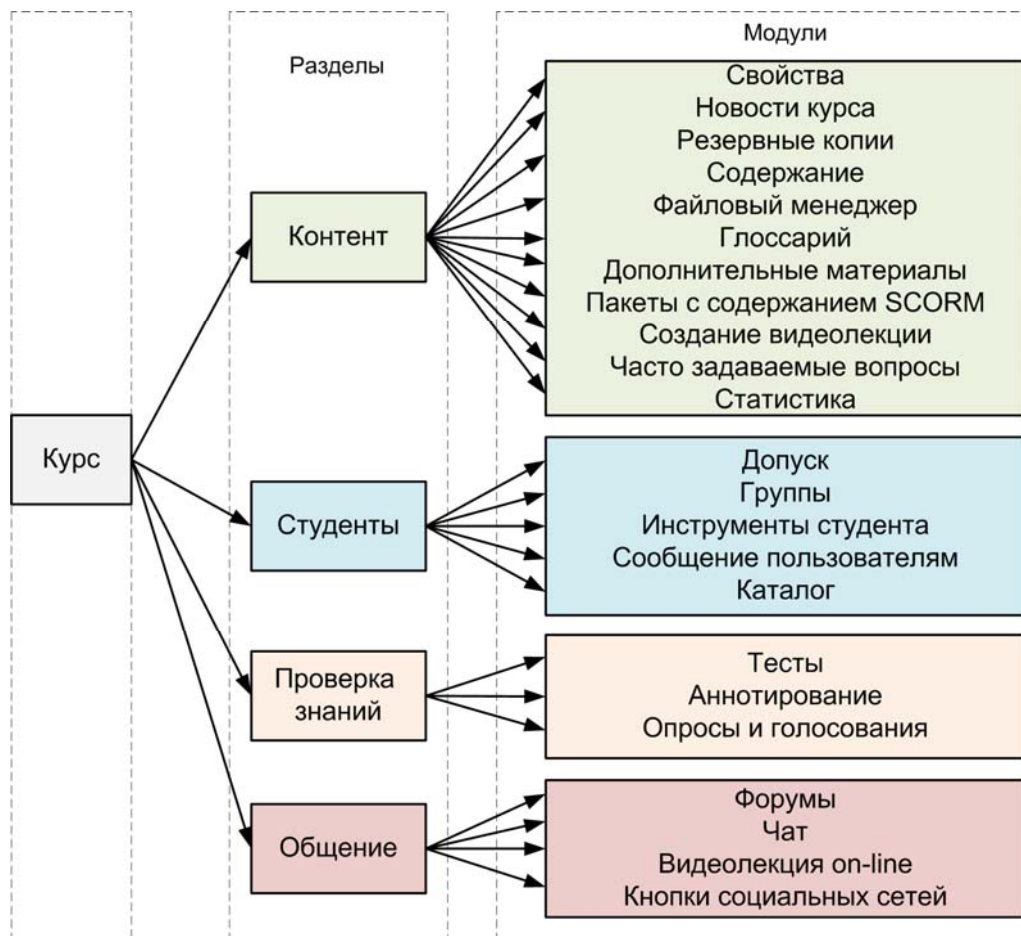 Модули
Разделы
Свойства
Новости курса
Резервные копии
Содержание
Файловый менеджер
Глоссарий
Дополнительные материалы
Пакеты с содержанием SCORM
Создание видеолекции
Часто задаваемые вопросы
Статистика
Контент
Курс
Студенты
Допуск
Группы
Инструменты студента
Сообщение пользователям
Каталог
Проверка
знаний
Тесты
Аннотирование
Опросы и голосования
Общение
Форумы
Чат
Видеолекция on-line
Кнопки социальных сетей